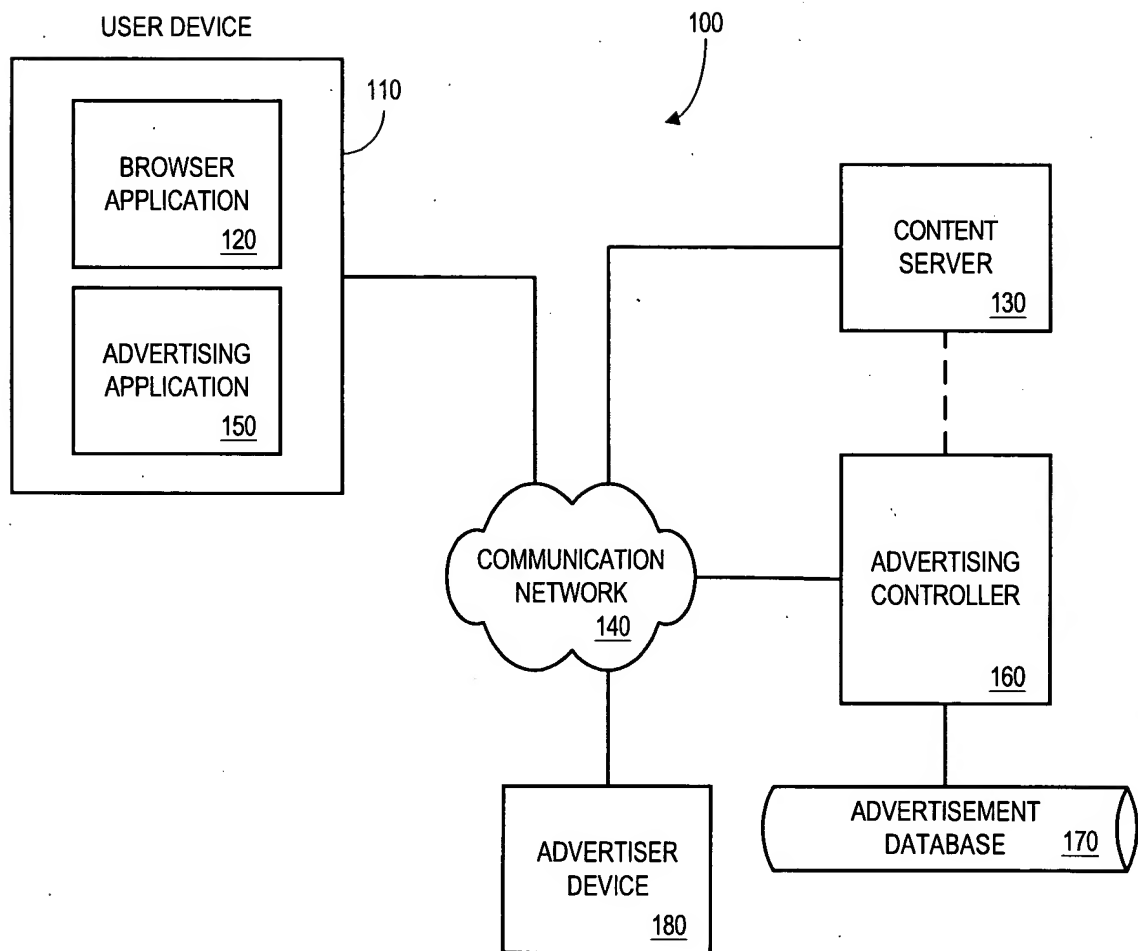 USER DEVICE
100
110
BROWSER
APPLICATION
120
ADVERTISING
APPLICATION
150
CONTENT
SERVER
130
COMMUNICATION
NETWORK
140
ADVERTISING
CONTROLLER
160
ADVERTISER
DEVICE
180
ADVERTISEMENT
DATABASE
170